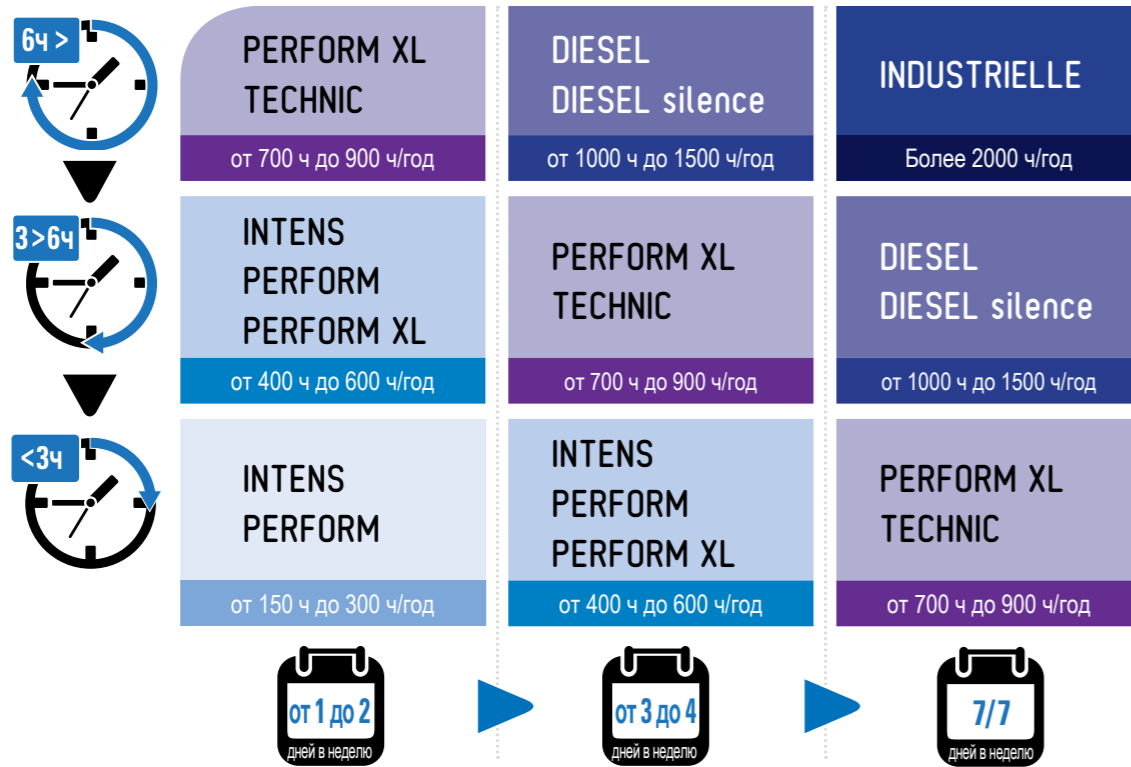 6ч >
PERFORM XL
TECHNIC
от 700 ч до 900 ч/год
DIESEL
DIESEL silence
от 1000 ч до 1500 ч/год
INDUSTRIELLE
Более 2000 ч/год
3>6ч
INTENS
PERFORM
PERFORM XL
от 400 ч до 600 ч/год
PERFORM XL
TECHNIC
от 700 ч до 900 ч/год
DIESEL
DIESEL silence
от 1000 ч до 1500 ч/год
<3ч
INTENS
PERFORM
от 150 ч до 300 ч/год
INTENS
PERFORM
PERFORM XL
от 400 ч до 600 ч/год
PERFORM XL
TECHNIC
от 700 ч до 900 ч/год
от 1 до 2
дней в неделю
от 3 до 4
дней в неделю
7/7
дней в неделю